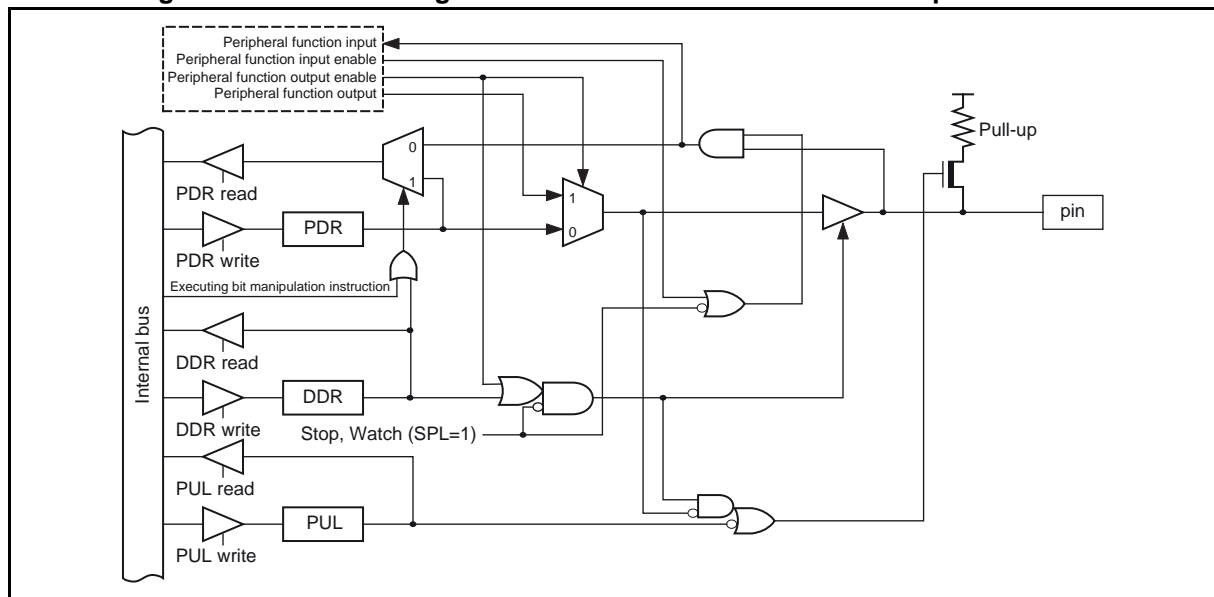 Peripheral function input
Peripheral function input enable
Peripheral function output enable
Peripheral function output
Pull-up
0
1
PDR read
1
pin
PDR
0
PDR write
Executing bit manipulation instruction
Internal bus
DDR read
DDR
DDR write
Stop, Watch (SPL=1)
PUL read
PUL
PUL write